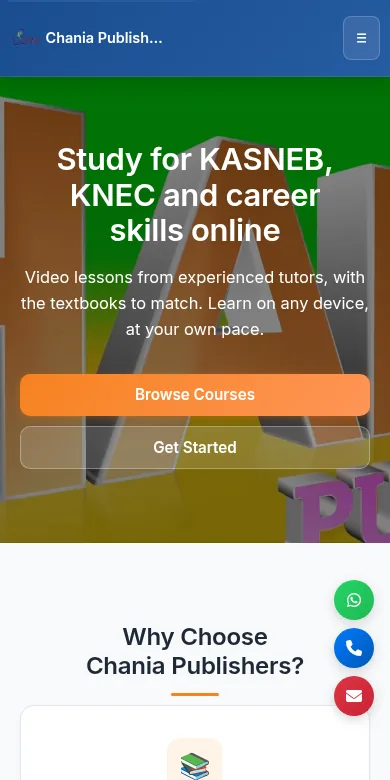 Chania Publish...
☰
Study for KASNEB,
KNEC and career
skills online
Video lessons from experienced tutors, with
the textbooks to match. Learn on any device,
at your own pace.
Browse Courses
Get Started
PU
Why Choose
Chania Publishers?